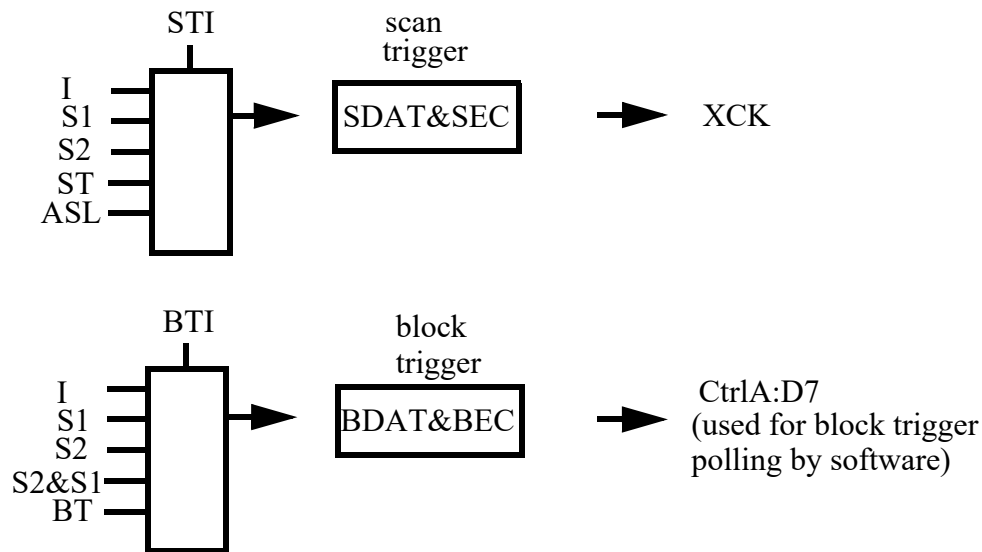 STI
scan
trigger
I
S1
S2
ST
ASL
SDAT&SEC
XCK
BTI
block
trigger
I
S1
S2
S2&S1
BT
BDAT&BEC
CtrlA:D7
(used for block trigger
polling by software)